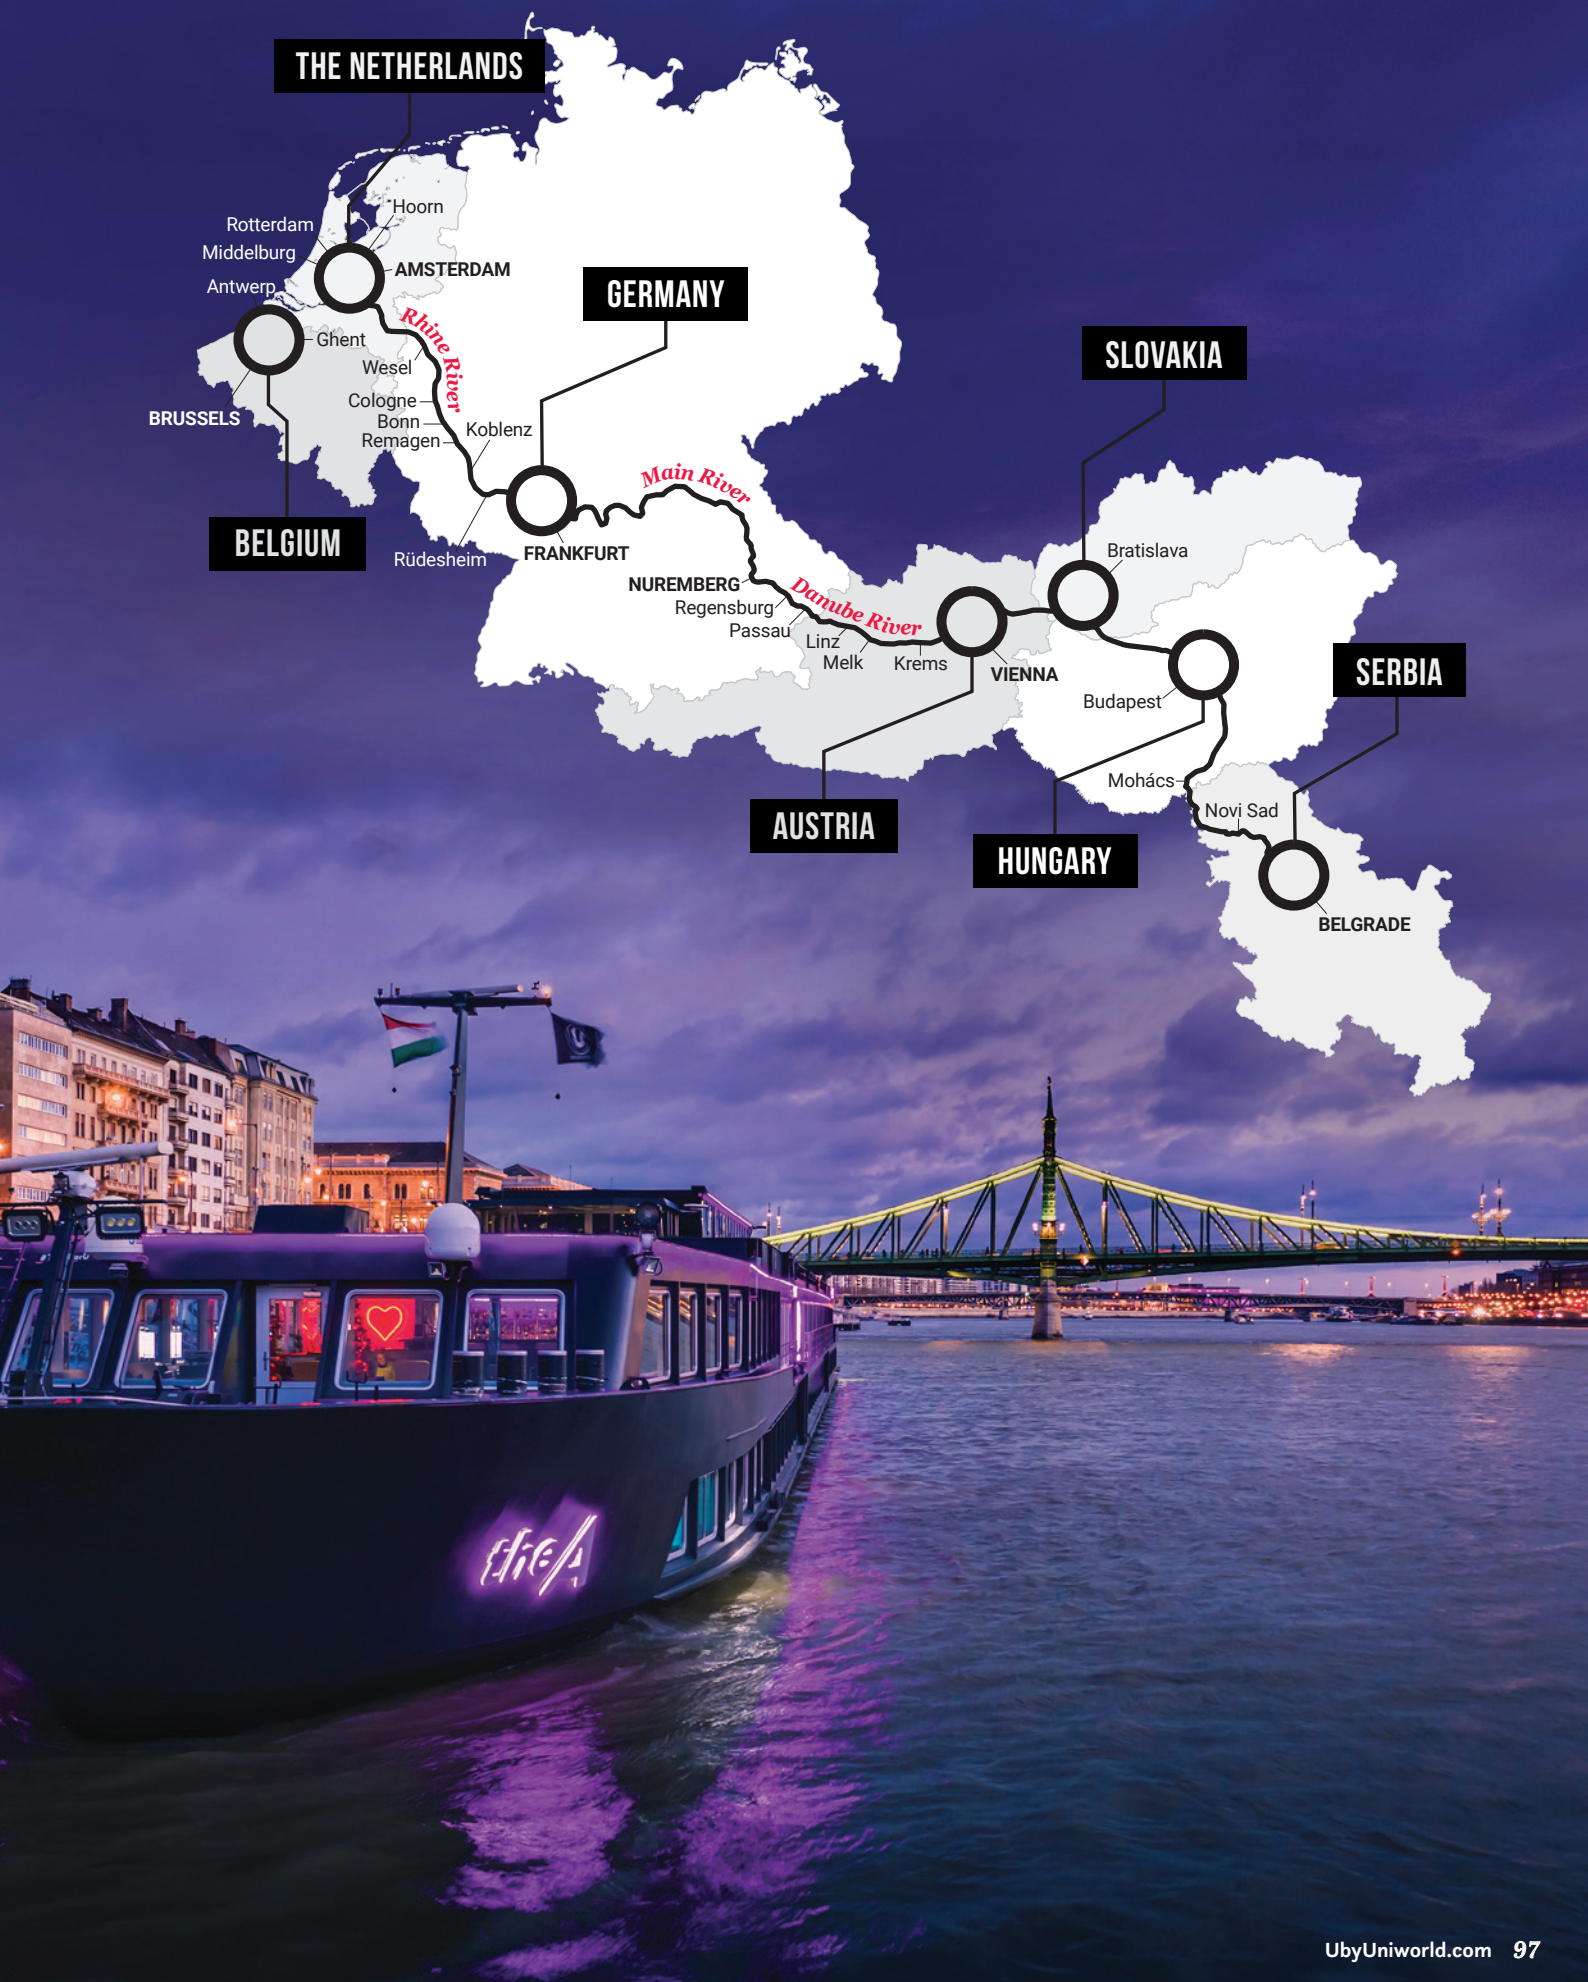 THE NETHERLANDS
Hoorn
Rotterdam
Middelburg
AMSTERDAM
Antwerp
GERMANY
Rhine River
Ghent
SLOVAKIA
Wesel
Cologne
BRUSSELS
Bonn
Koblenz
Remagen
Main River
BELGIUM
Rüdesheim
FRANKFURT
Bratislava
NUREMBERG
Danube River
Regensburg
Passau
Linz
Melk
Krems
VIENNA
SERBIA
Budapest
Mohács
Novi Sad
AUSTRIA
HUNGARY
BELGRADE
U
UbyUniworld.com 97